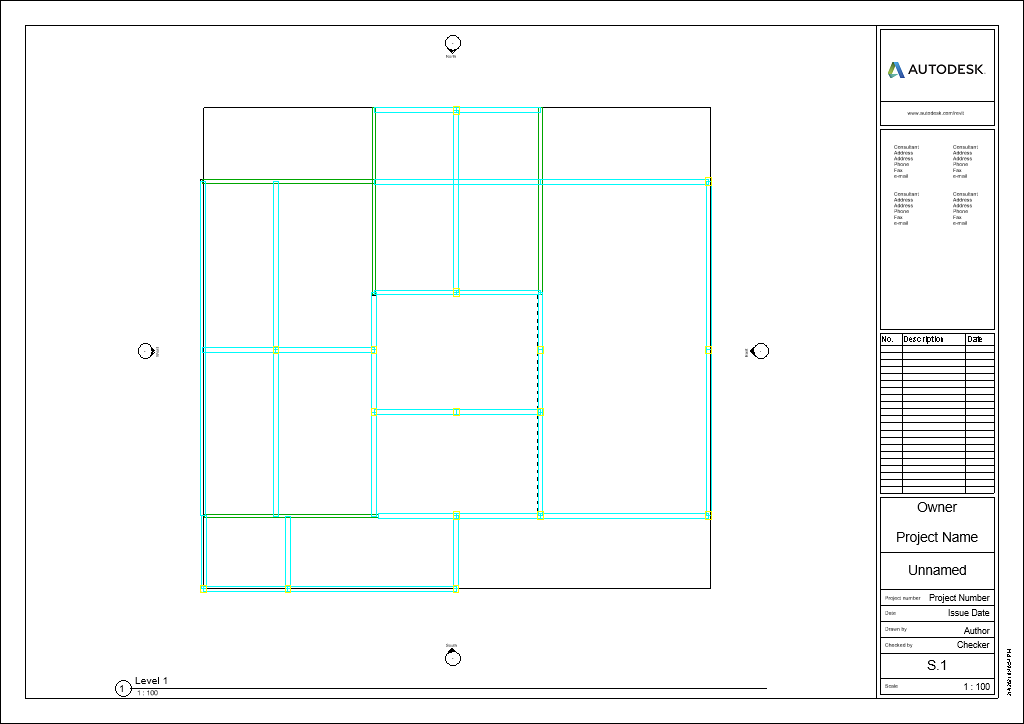 North
AUTODESK
www.autodesk.com/revit
Consultant
Address
Address
Phone
Fax
e-mail
Consultant
Address
Address
Phone
Fax
e-mail
Consultant
Address
Address
Phone
Fax
e-mail
Consultant
Address
Address
Phone
Fax
e-mail
No. Description Date
East
South
Owner
Project Name
Unnamed
Project number Project Number
Date Issue Date
Drawn by Author
Checked by Checker
S.1
Scale 1 : 100
1 Level 1
1 : 100